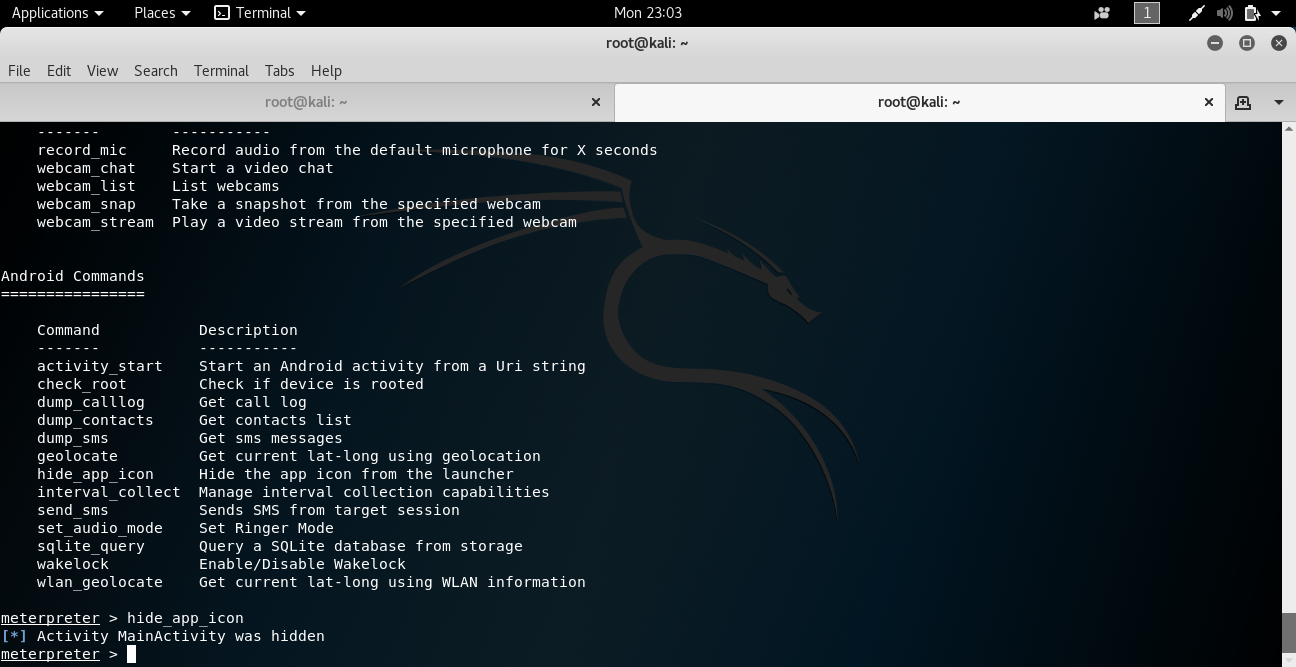 Applications Places Terminal Mon 23:03 1
root@kali: ~
File Edit View Search Terminal Tabs Help
root@kali: ~ root@kali: ~
------- -----------
record_mic Record audio from the default microphone for X seconds
webcam_chat Start a video chat
webcam_list List webcams
webcam_snap Take a snapshot from the specified webcam
webcam_stream Play a video stream from the specified webcam
Android Commands
================
Command Description
------- -----------
activity_start Start an Android activity from a Uri string
check_root Check if device is rooted
dump_calllog Get call log
dump_contacts Get contacts list
dump_sms Get sms messages
geolocate Get current lat-long using geolocation
hide_app_icon Hide the app icon from the launcher
interval_collect Manage interval collection capabilities
send_sms Sends SMS from target session
set_audio_mode Set Ringer Mode
sqlite_query Query a SQLite database from storage
wakelock Enable/Disable Wakelock
wlan_geolocate Get current lat-long using WLAN information
meterpreter > hide_app_icon
[*] Activity MainActivity was hidden
meterpreter >